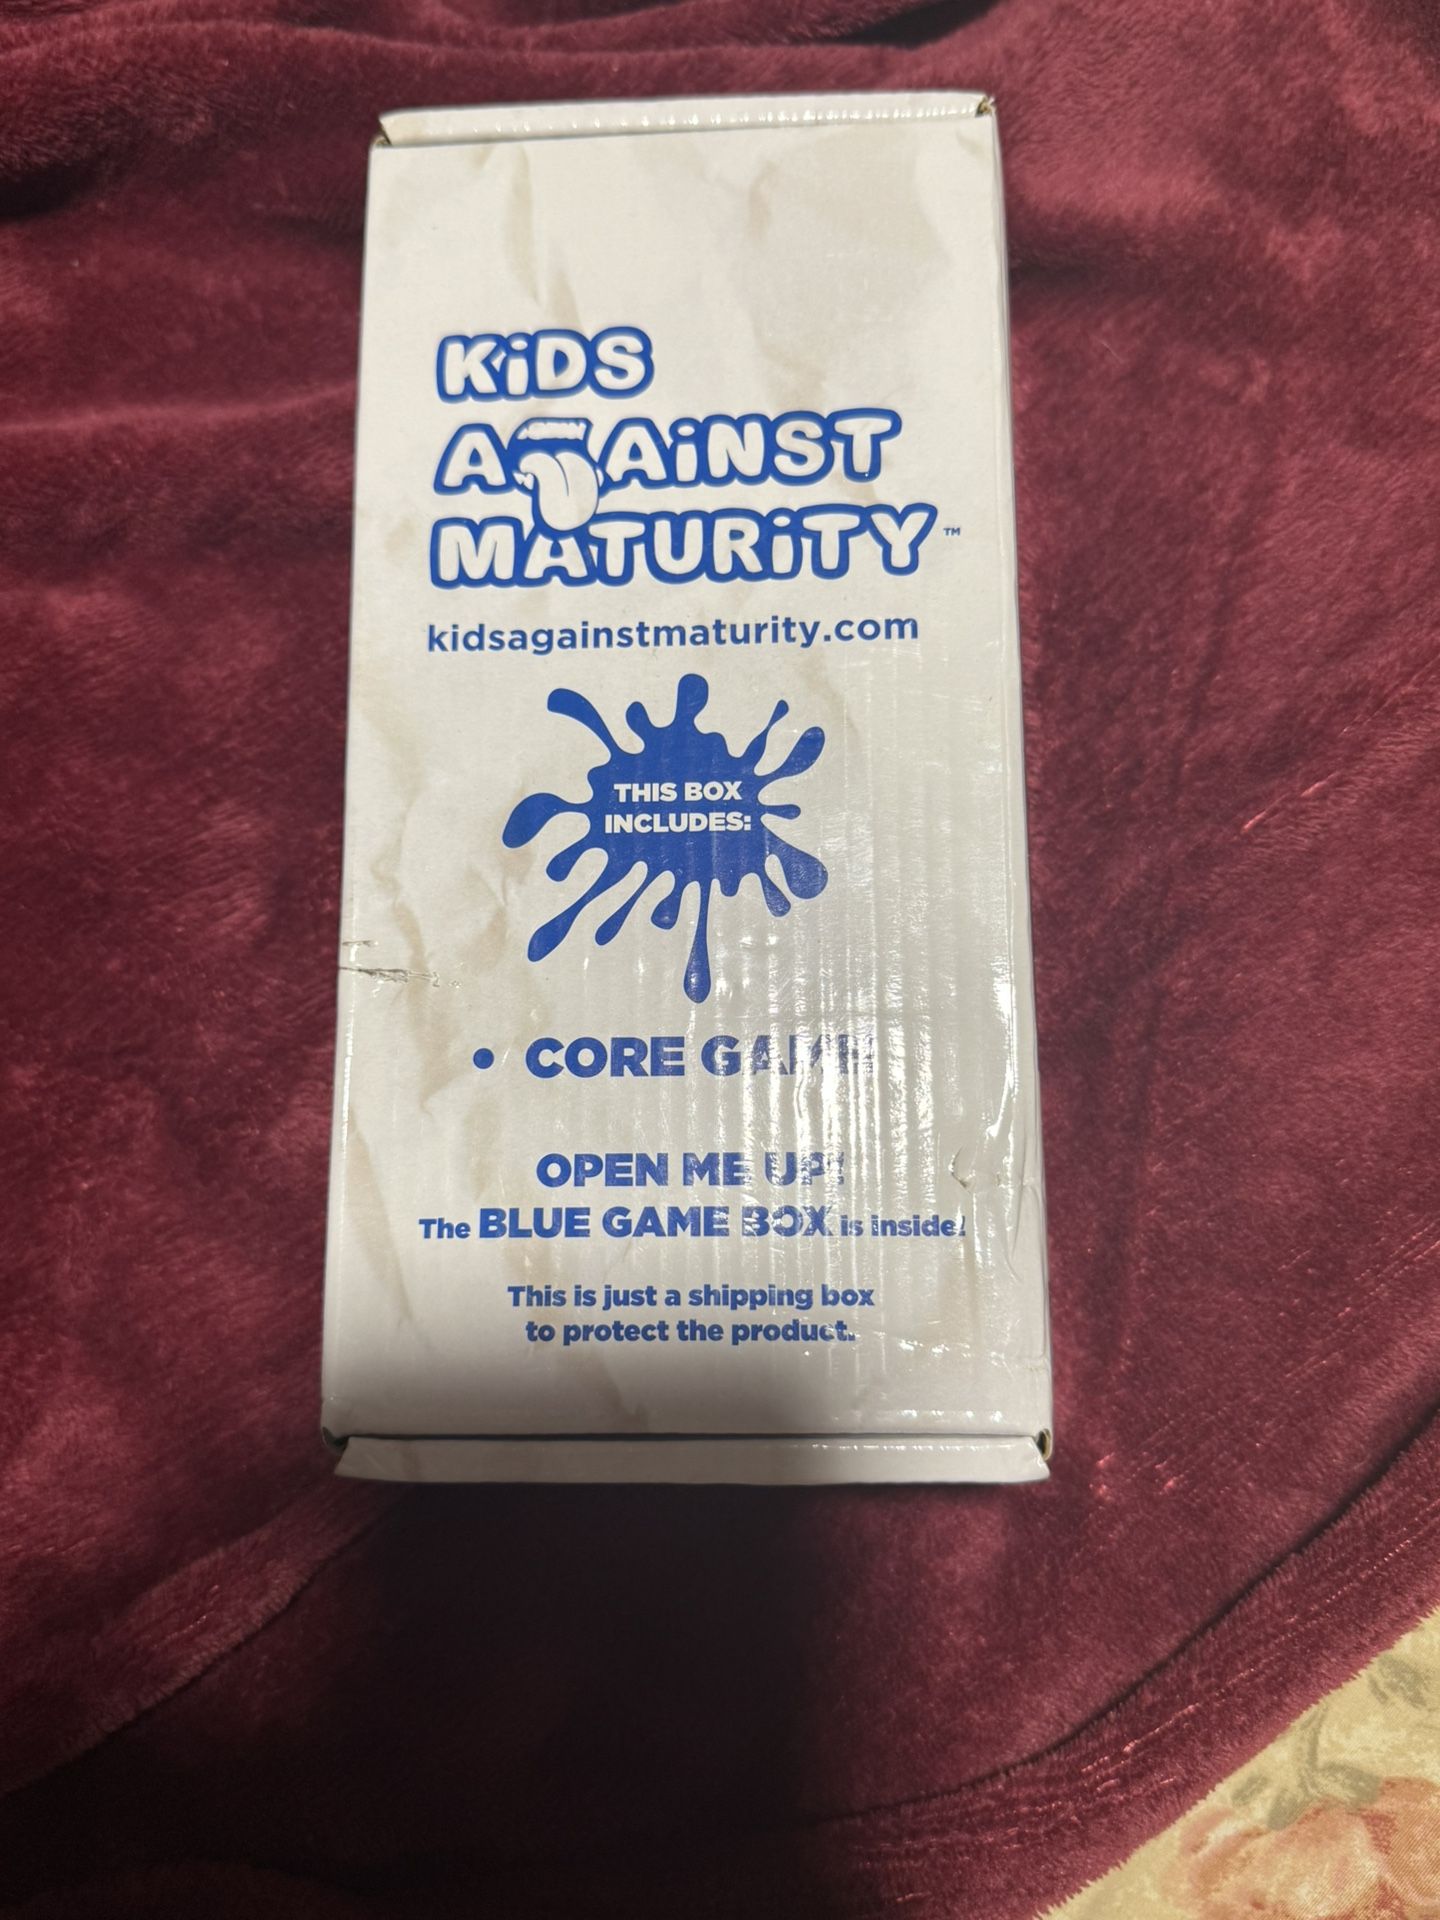 KiDS
AGAiNST
MATURiTY™
kidsagainstmaturity.com
THIS BOX
INCLUDES:
• CORE GAME
OPEN ME UP!
The BLUE GAME BOX is inside!
This is just a shipping box
to protect the product.